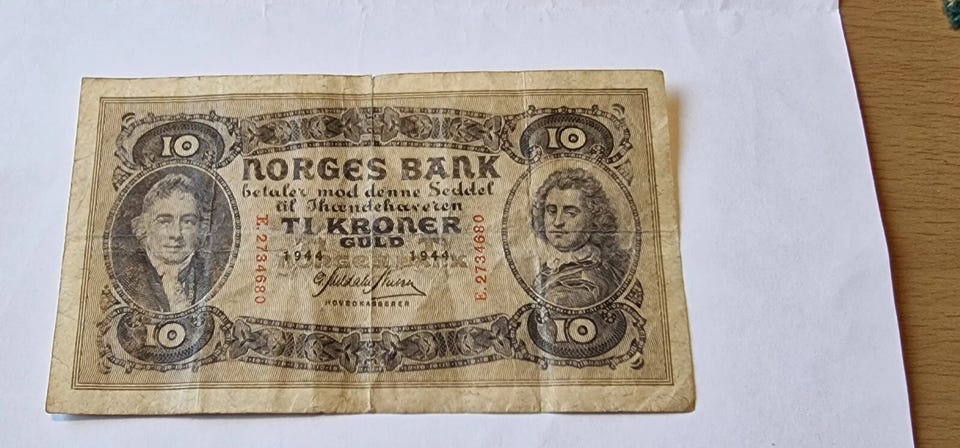 10 10
NORGES BANK
betaler mod denne Seddel
til Ihændehaveren
TI KRONER
GULD
1944 1944
E.2734680 E.2734680
HOVEDKASSERER
10 10